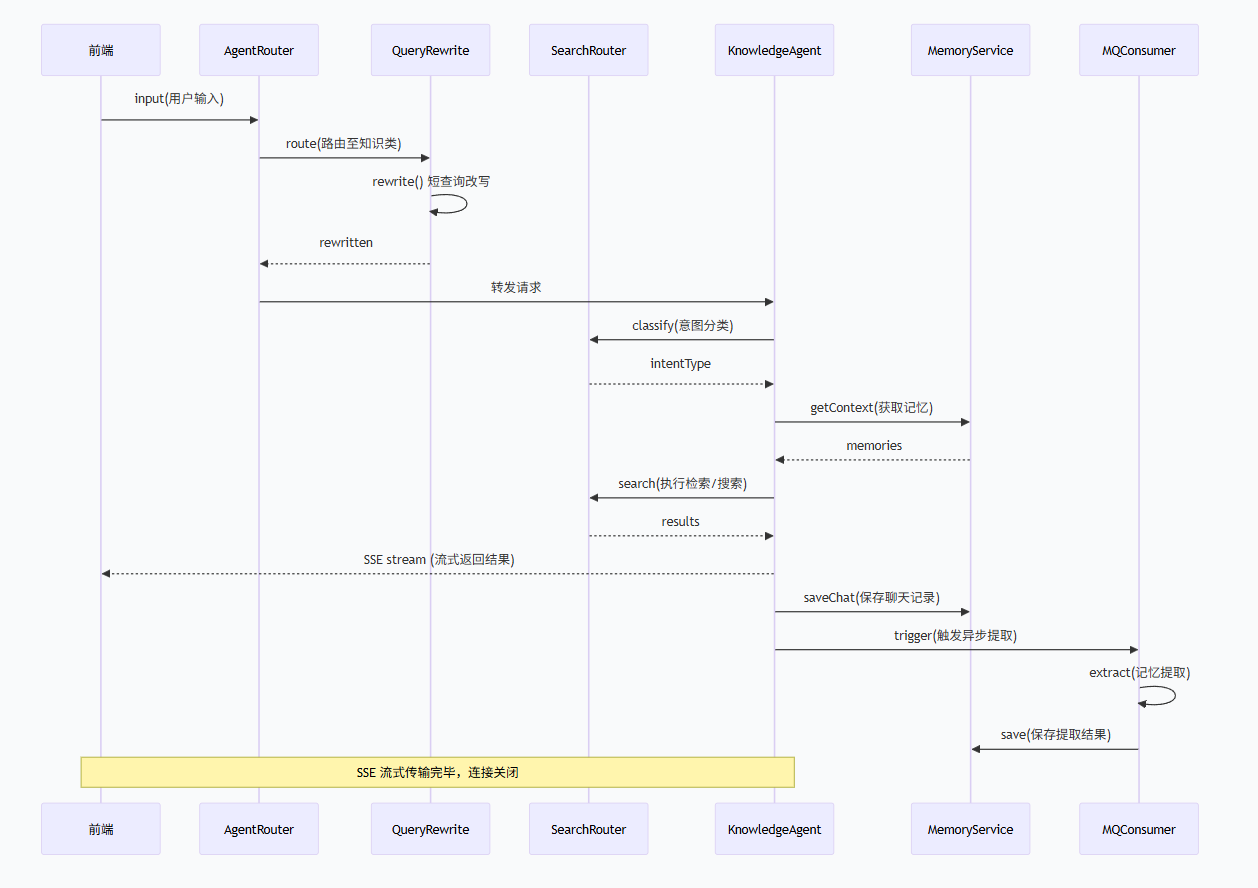 前端
AgentRouter
QueryRewrite
SearchRouter
KnowledgeAgent
MemoryService
MQConsumer
input(用户输入)
route(路由至知识类)
rewrite() 短查询改写
rewritten
转发请求
classify(意图分类)
intentType
getContext(获取记忆)
memories
search(执行检索/搜索)
results
SSE stream (流式返回结果)
saveChat(保存聊天记录)
trigger(触发异步提取)
extract(记忆提取)
save(保存提取结果)
SSE 流式传输完毕，连接关闭
前端
AgentRouter
QueryRewrite
SearchRouter
KnowledgeAgent
MemoryService
MQConsumer